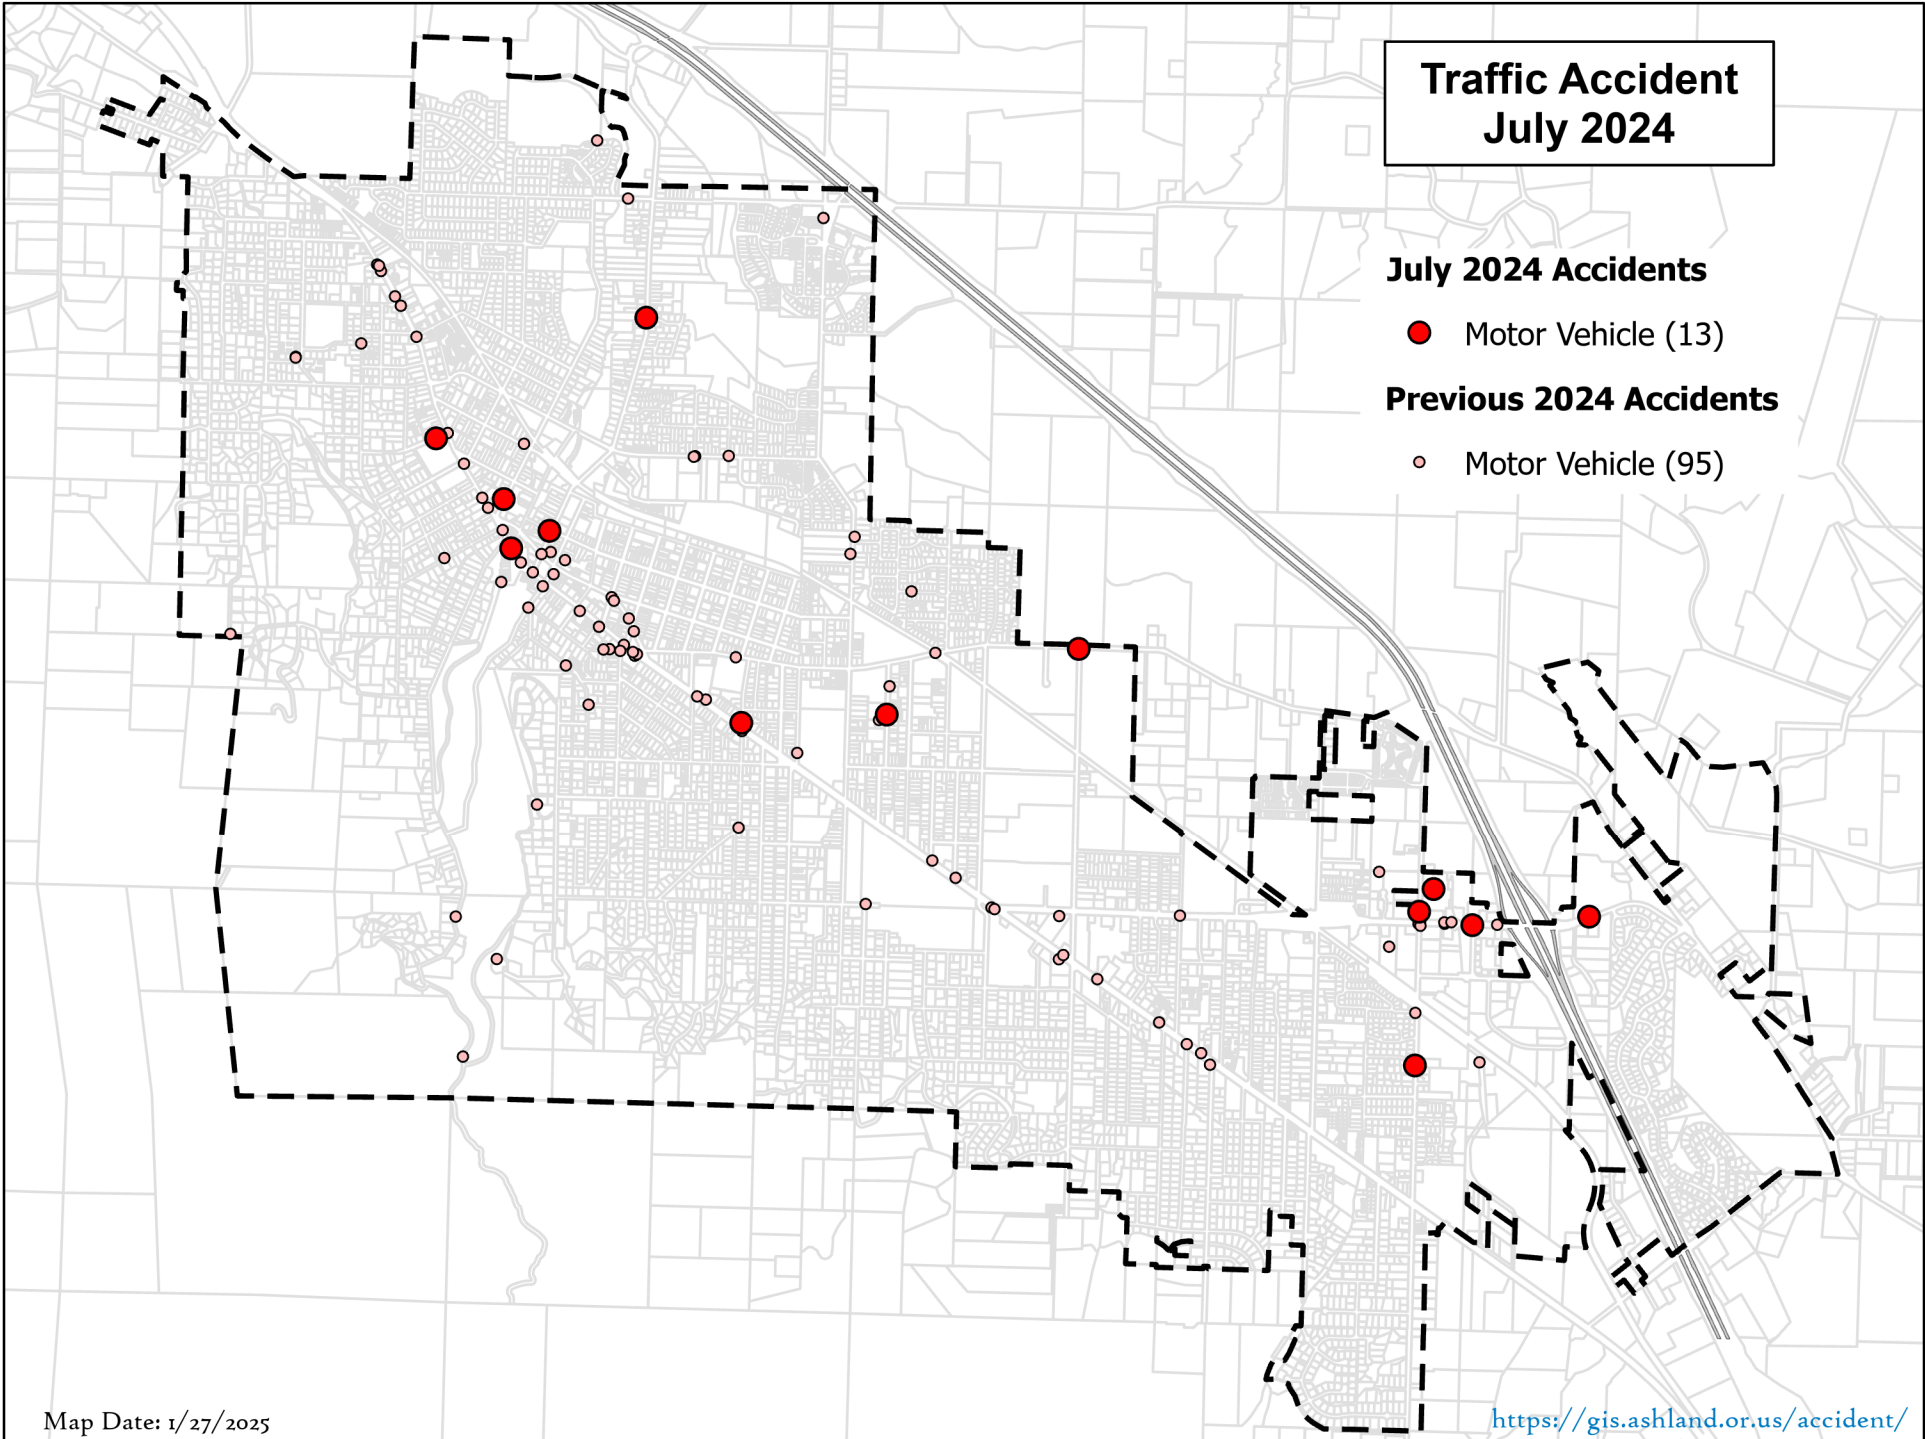 Traffic Accident
July 2024
July 2024 Accidents
Motor Vehicle (13)
Previous 2024 Accidents
Motor Vehicle (95)
Map Date: 1/27/2025
https://gis.ashland.or.us/accident/